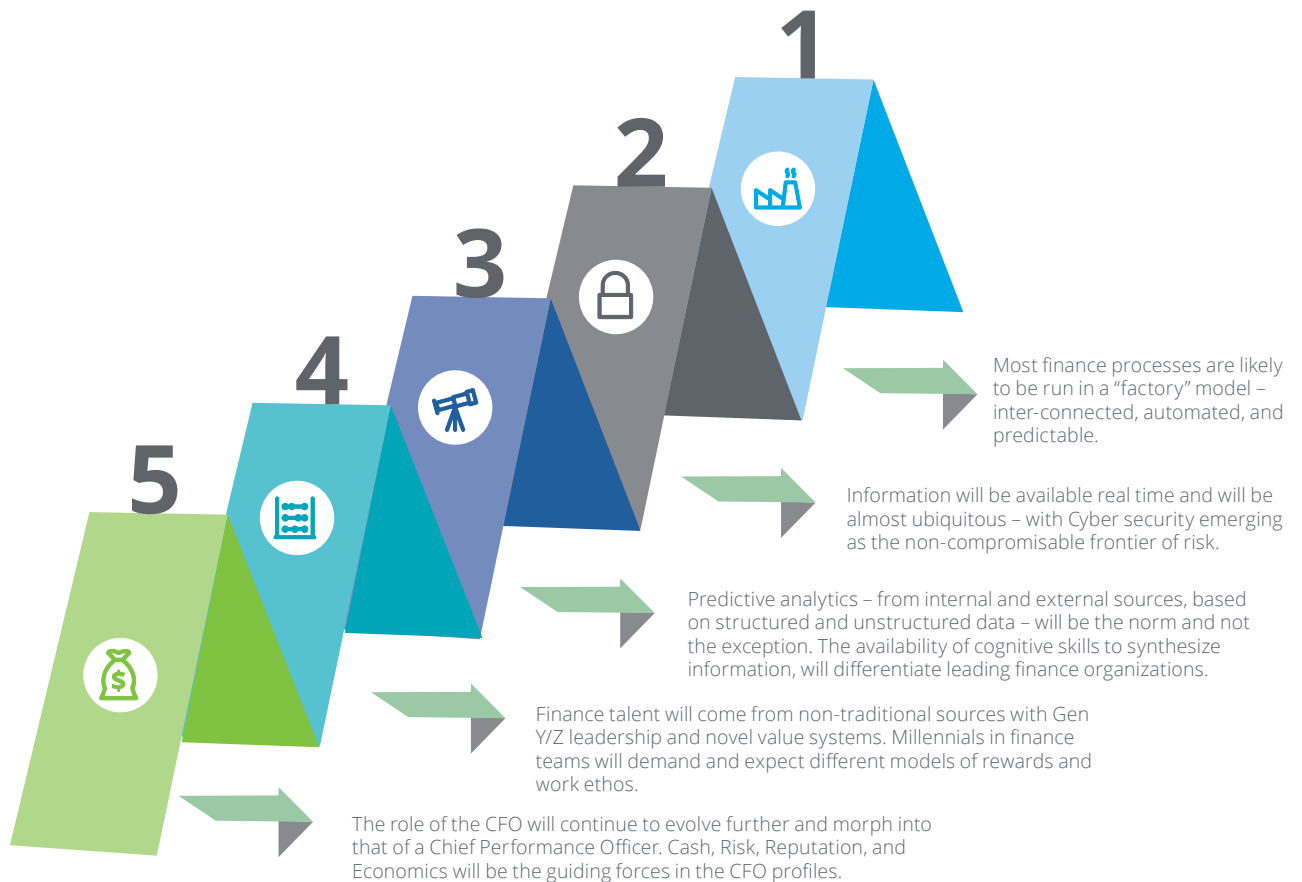 1
2
3
4
5
Most finance processes are likely
to be run in a “factory” model –
inter-connected, automated, and
predictable.
Information will be available real time and will be
almost ubiquitous – with Cyber security emerging
as the non-compromisable frontier of risk.
Predictive analytics – from internal and external sources, based
on structured and unstructured data – will be the norm and not
the exception. The availability of cognitive skills to synthesize
information, will differentiate leading finance organizations.
Finance talent will come from non-traditional sources with Gen
Y/Z leadership and novel value systems. Millennials in finance
teams will demand and expect different models of rewards and
work ethos.
The role of the CFO will continue to evolve further and morph into
that of a Chief Performance Officer. Cash, Risk, Reputation, and
Economics will be the guiding forces in the CFO profiles.
$